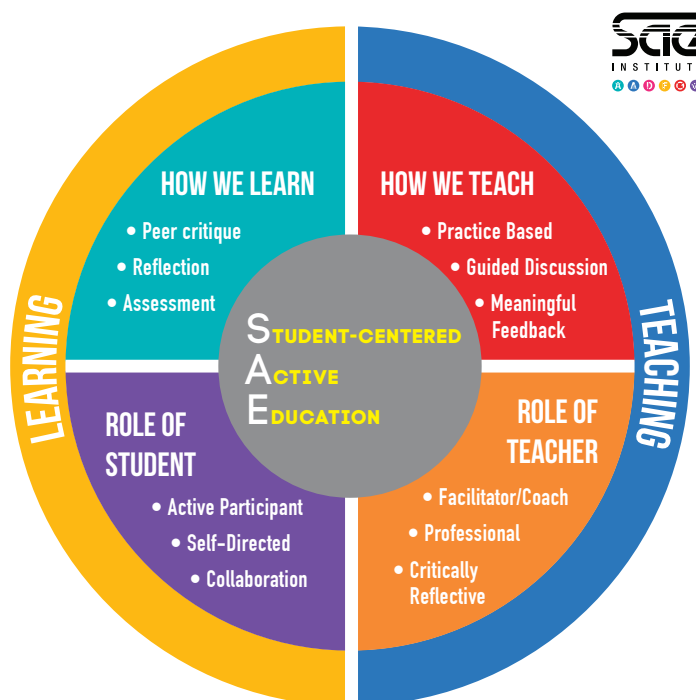 SAE
INSTITUT
HOW WE LEARN
• Peer critique
• Reflection
• Assessment
HOW WE TEACH
• Practice Based
• Guided Discussion
• Meaningful
Feedback
LEARNING
TEACHING
STUDENT-CENTERED
ACTIVE
EDUCATION
ROLE OF
STUDENT
• Active Participant
• Self-Directed
• Collaboration
ROLE OF
TEACHER
• Facilitator/Coach
• Professional
• Critically
Reflective